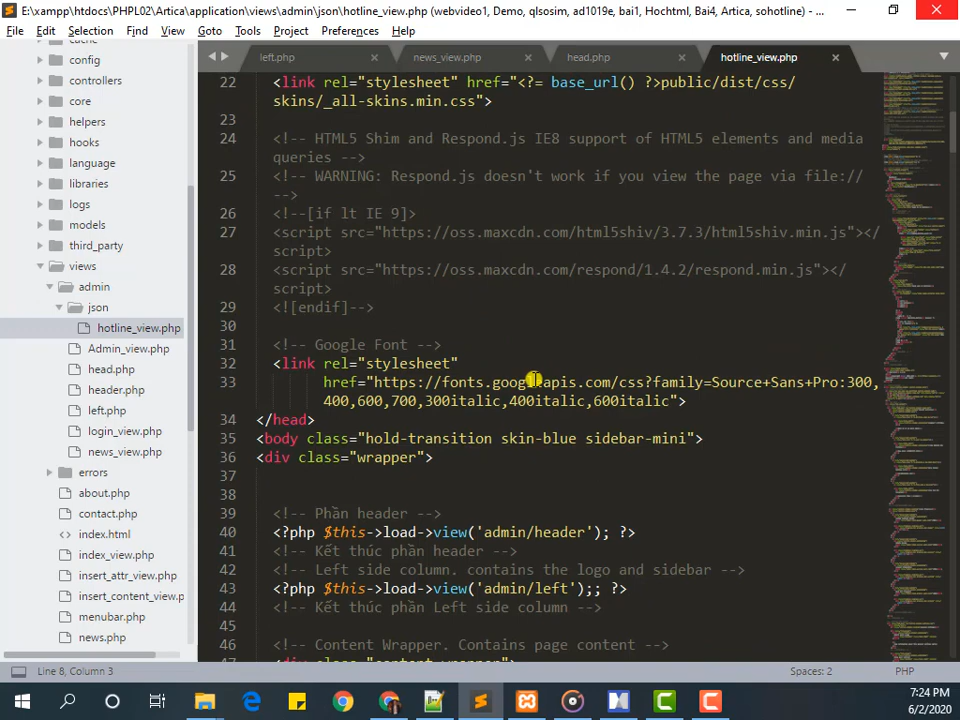 E:\xampp\htdocs\PHPL02\Artica\application\views\admin\json\hotline_view.php (webvideo1, Demo, qlsosim, ad1019e, bai1, Hochtml, Bai4, Artica, sohotline) - ...
File Edit Selection Find View Goto Tools Project Preferences Help
left.php news_view.php head.php hotline_view.php
config
controllers
core
helpers
hooks
language
libraries
logs
models
third_party
views
admin
json
hotline_view.php
Admin_view.php
head.php
header.php
left.php
login_view.php
news_view.php
errors
about.php
contact.php
index.html
index_view.php
insert_attr_view.php
insert_content_view.p
menubar.php
news.php
22 <link rel="stylesheet" href="<?= base_url() ?>public/dist/css/
skins/_all-skins.min.css">
23
24 <!-- HTML5 Shim and Respond.js IE8 support of HTML5 elements and media
queries -->
25 <!-- WARNING: Respond.js doesn't work if you view the page via file://
-->
26 <!--[if lt IE 9]>
27 <script src="https://oss.maxcdn.com/html5shiv/3.7.3/html5shiv.min.js"></
script>
28 <script src="https://oss.maxcdn.com/respond/1.4.2/respond.min.js"></
script>
29 <![endif]-->
30
31 <!-- Google Font -->
32 <link rel="stylesheet"
33 href="https://fonts.googleapis.com/css?family=Source+Sans+Pro:300,
400,600,700,300italic,400italic,600italic">
34 </head>
35 <body class="hold-transition skin-blue sidebar-mini">
36 <div class="wrapper">
37
38
39 <!-- Phần header -->
40 <?php $this->load->view('admin/header'); ?>
41 <!-- Kết thúc phần header -->
42 <!-- Left side column. contains the logo and sidebar -->
43 <?php $this->load->view('admin/left');; ?>
44 <!-- Kết thúc phần Left side column -->
45
46 <!-- Content Wrapper. Contains page content -->
Line 8, Column 3 Spaces: 2 PHP
7:24 PM
6/2/2020